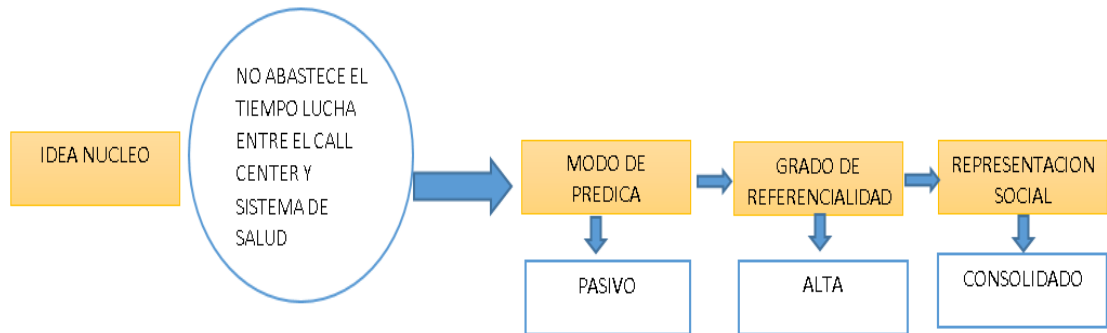 IDEA NUCLEO
NO ABASTECE EL
TIEMPO LUCHA
ENTRE EL CALL
CENTER Y
SISTEMA DE
SALUD
MODO DE
PREDICA
GRADO DE
REFERENCIALIDAD
REPRESENTACION
SOCIAL
PASIVO
ALTA
CONSOLIDADO